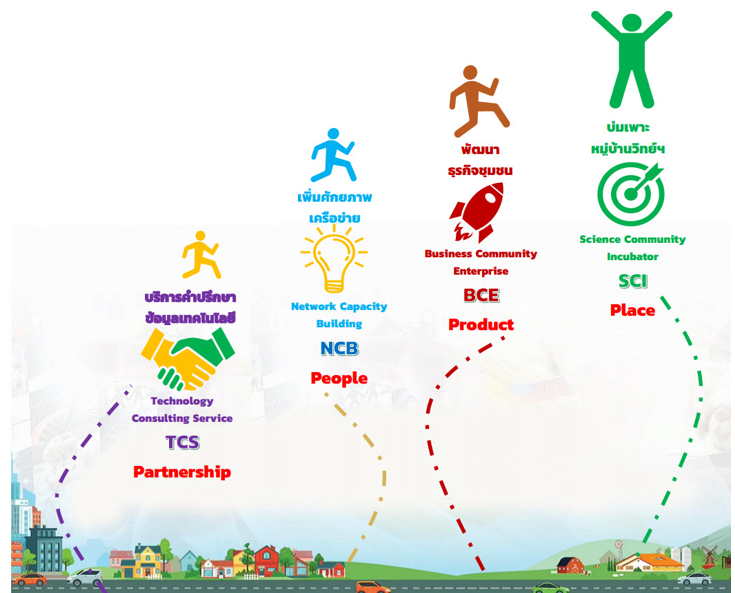 บริการคำปรึกษา
ข้อมูลเทคโนโลยี
Technology
Consulting Service
TCS
Partnership
เพิ่มศักยภาพ
เครือข่าย
Network Capacity
Building
NCB
People
พัฒนา
ธุรกิจชุมชน
Business Community
Enterprise
BCE
Product
บ่มเพาะ
หมู่บ้านวิทย์ฯ
Science Community
Incubator
SCI
Place